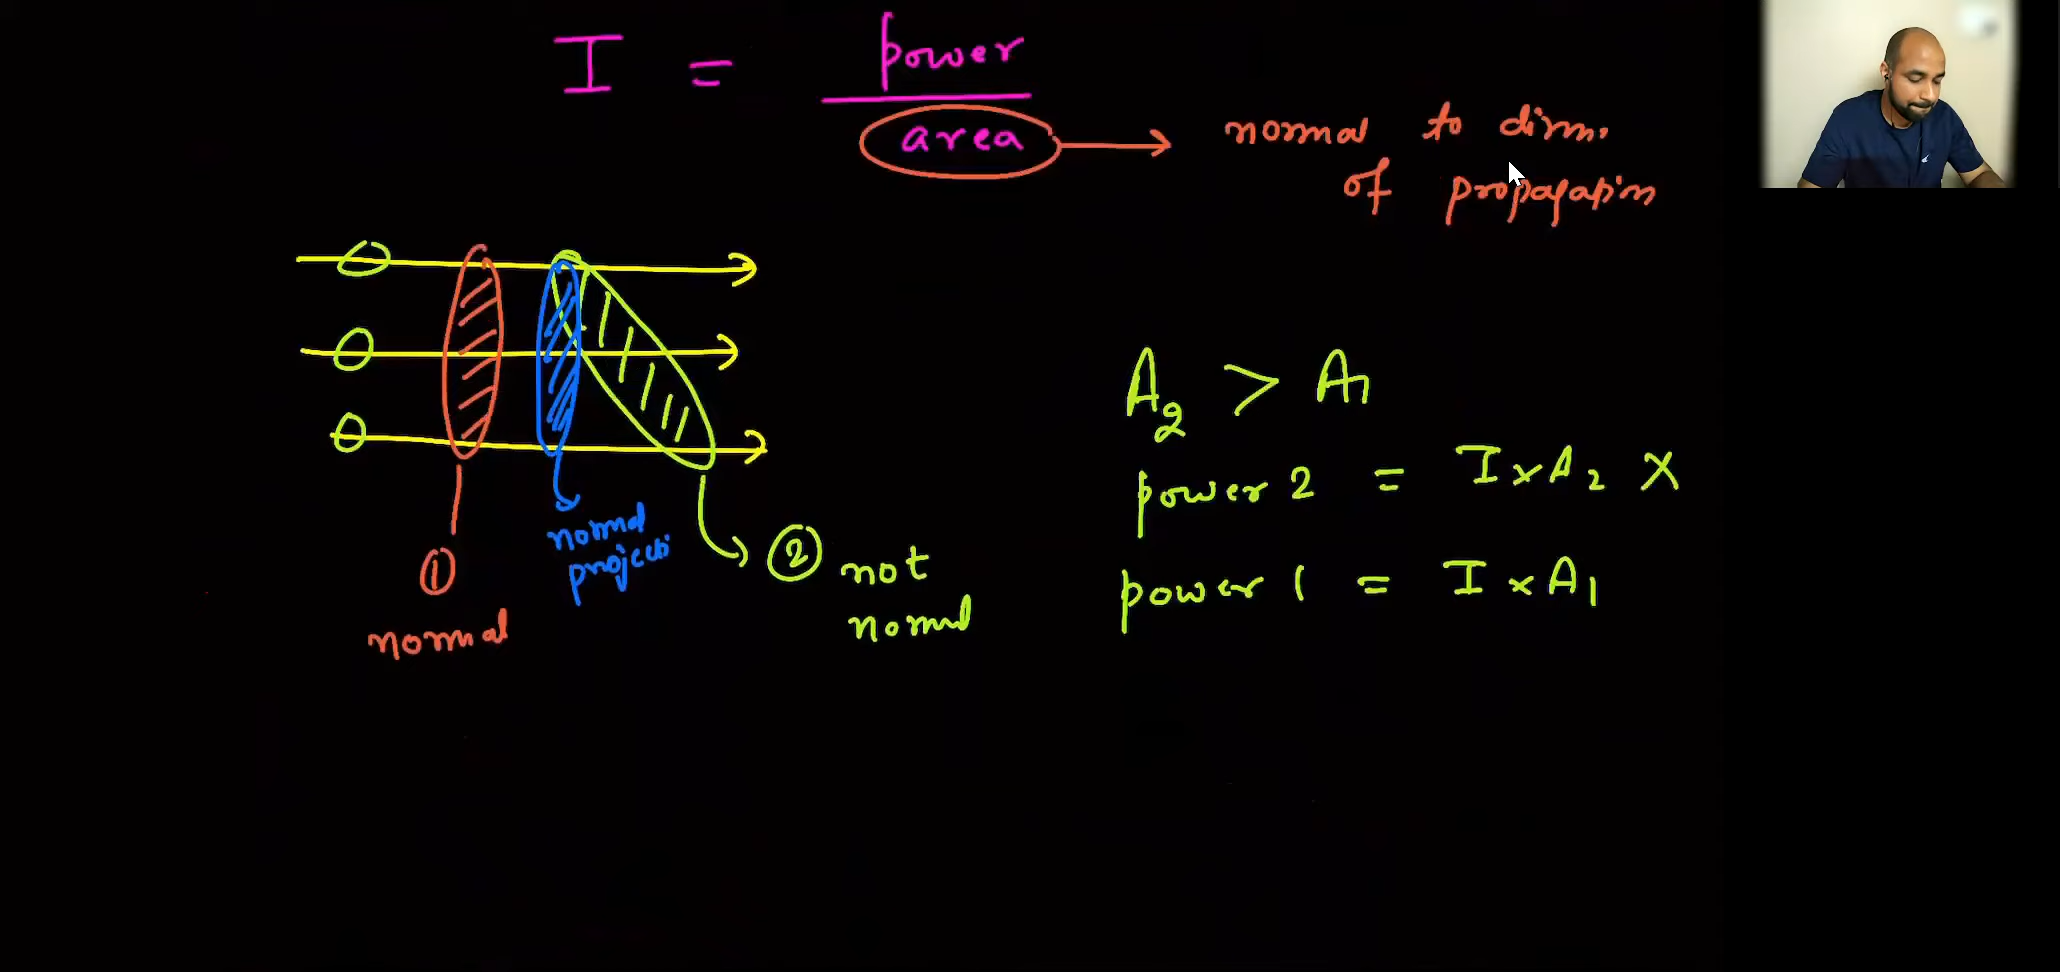 I = power
area → normal to dirn.
of propagation
A2 > A1
power 2 = I x A2 X
normal
projecti
② not
normal
power 1 = I x A1
①
normal